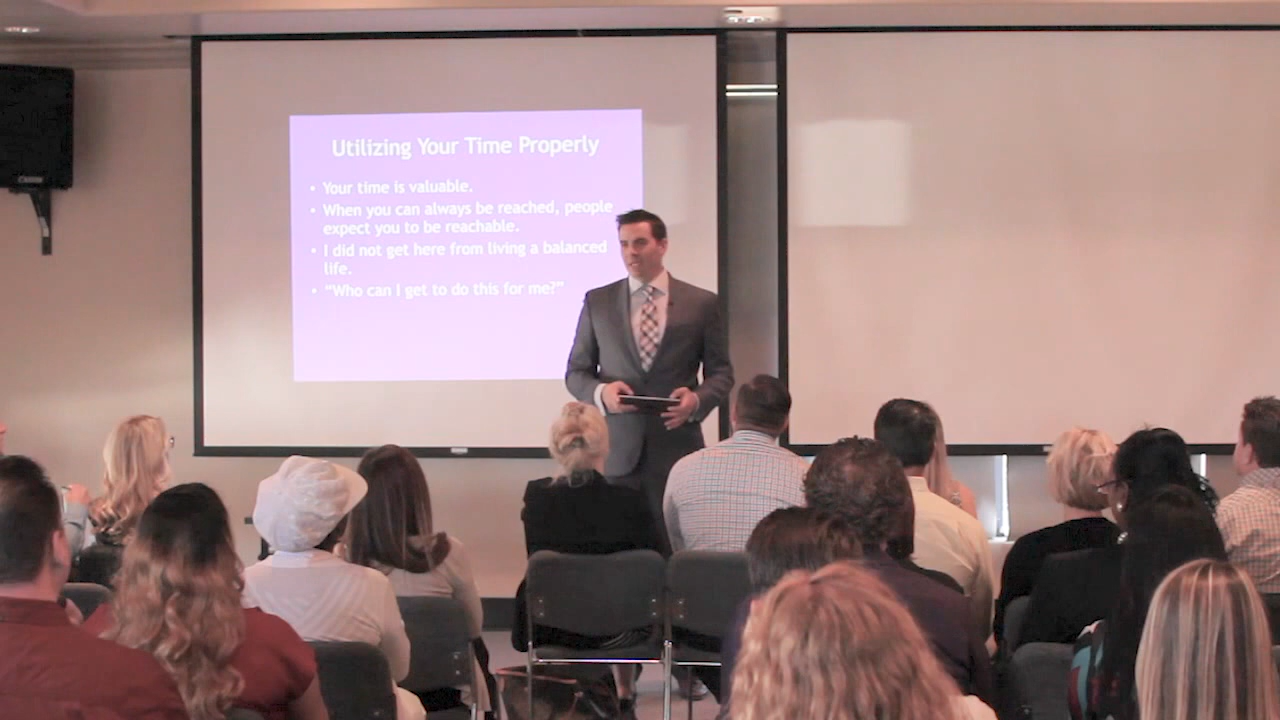 Utilizing Your Time Properly
• Your time is valuable.
• When you can always be reached, people
expect you to be reachable.
• I did not get here from living a balanced
life.
• “Who can I get to do this for me?”